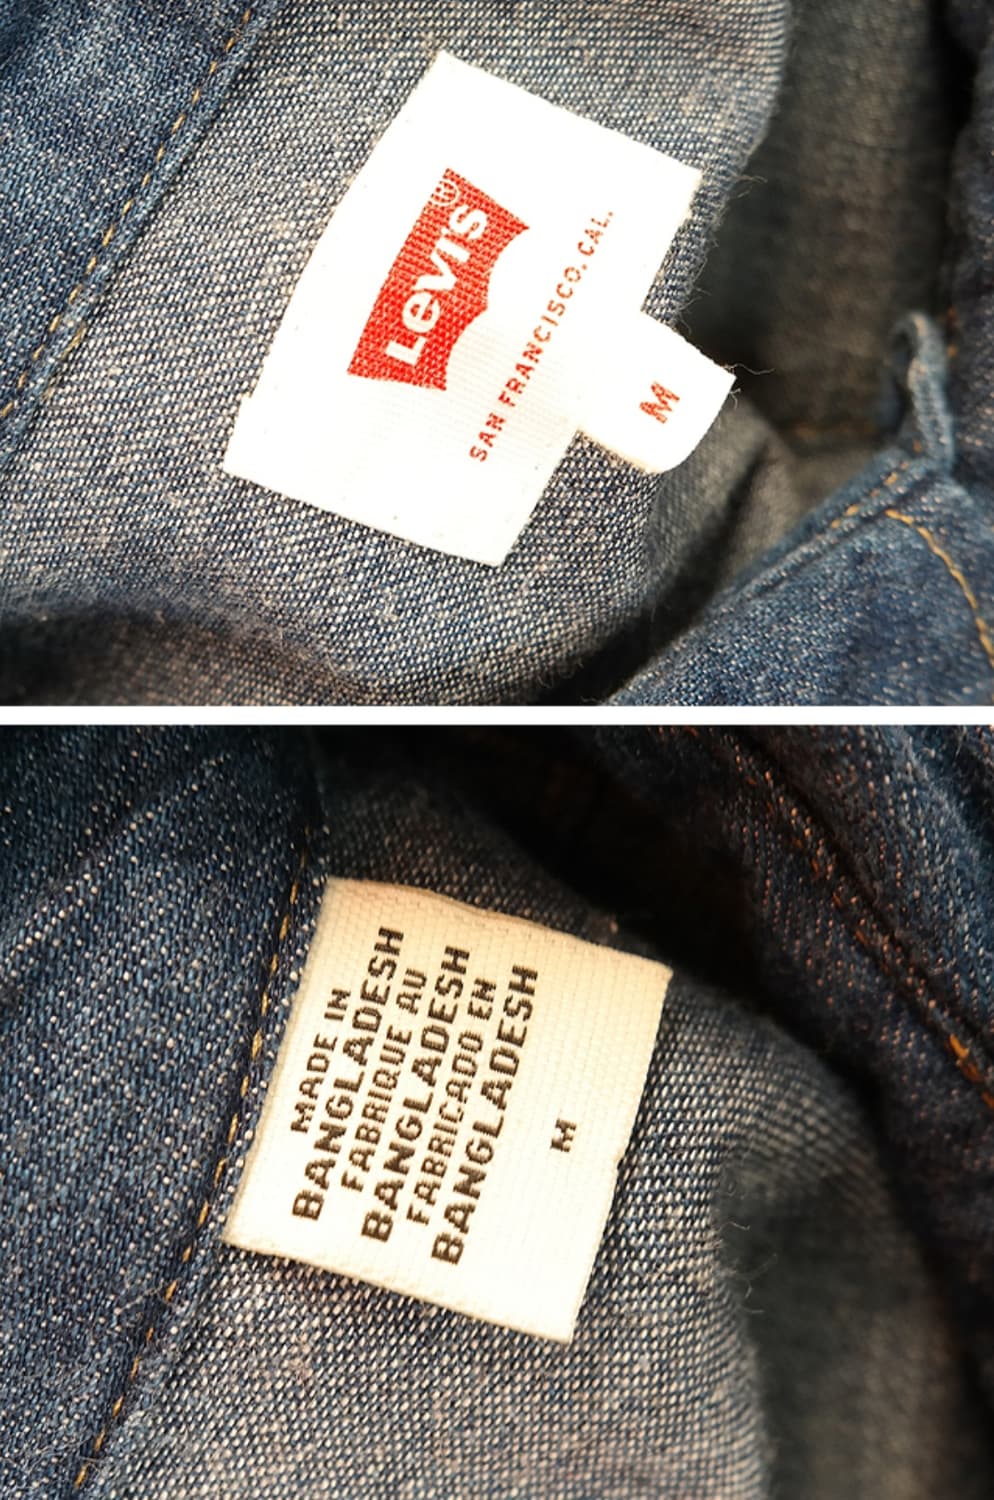 Levi's®
SAN FRANCISCO. CAL.
M
MADE IN
BANGLADESH
FABRIQUE AU
BANGLADESH
FABRICADO EN
BANGLADESH
M